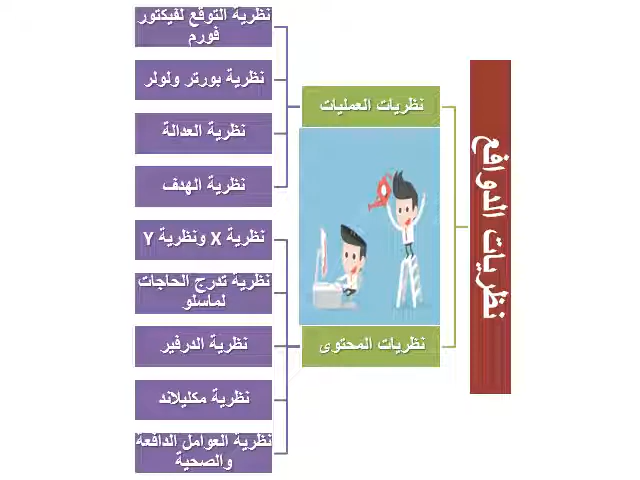 نظريات الدوافع
نظريات العمليات
نظرية التوقع لفيكتور
فورم
نظرية بورتر ولولر
نظرية العدالة
نظرية الهدف
نظريات المحتوى
نظرية X ونظرية Y
نظرية تدرج الحاجات
لماسلو
نظرية الدرفير
نظرية مكليلاند
نظرية العوامل الدافعة
والصحية